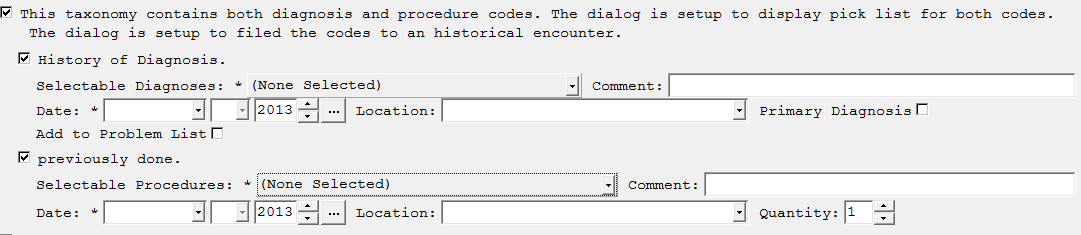 This taxonomy contains both diagnosis and procedure codes. The dialog is setup to display pick list for both codes.
The dialog is setup to filed the codes to an historical encounter.
History of Diagnosis.
Selectable Diagnoses: * (None Selected) Comment:
Date: * 2013 ... Location: Primary Diagnosis
Add to Problem List
previously done.
Selectable Procedures: * (None Selected) Comment:
Date: * 2013 ... Location: Quantity: 1